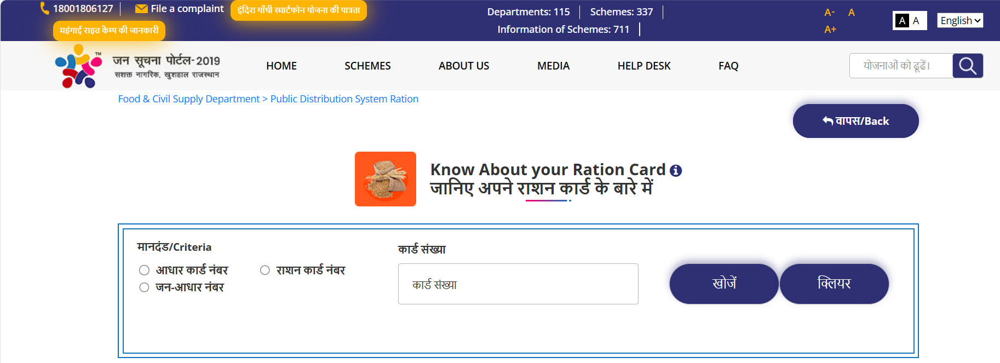 18001806127
File a complaint
इंदिरा गाँधी स्मार्टफोन योजना की पात्रता
महंगाई राहत कैम्प की जानकारी
Departments: 115
Schemes: 337
Information of Schemes: 711
A-
A
A+
A A
English
जन सूचना पोर्टल-2019 TM
सशक्त नागरिक, खुशहाल राजस्थान
HOME
SCHEMES
ABOUT US
MEDIA
HELP DESK
FAQ
योजनाओं को ढूढें।
Food & Civil Supply Department > Public Distribution System Ration
वापस/Back
Know About your Ration Card
जानिए अपने राशन कार्ड के बारे में
मानदंड/Criteria
आधार कार्ड नंबर
राशन कार्ड नंबर
जन-आधार नंबर
कार्ड संख्या
कार्ड संख्या
खोजें
क्लियर